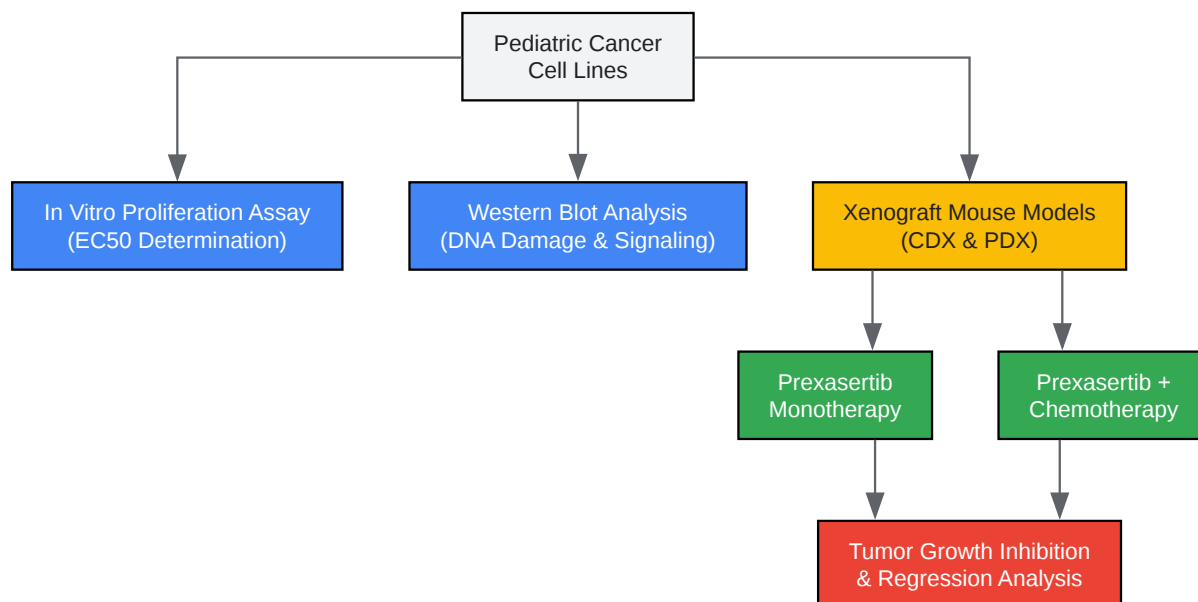 Pediatric Cancer
Cell Lines
In Vitro Proliferation Assay
(EC50 Determination)
Western Blot Analysis
(DNA Damage & Signaling)
Xenograft Mouse Models
(CDX & PDX)
Prexasertib
Monotherapy
Prexasertib +
Chemotherapy
Tumor Growth Inhibition
& Regression Analysis